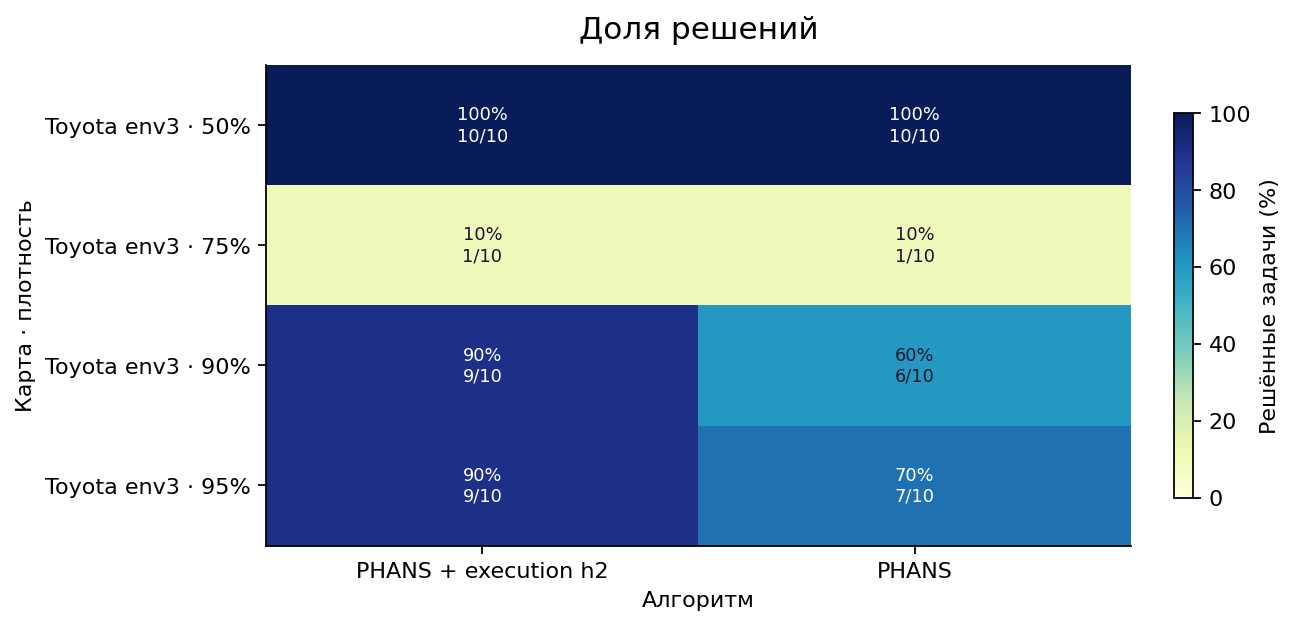 Доля решений
Карта · плотность
Toyota env3 · 50%
100%
10/10
100%
10/10
Toyota env3 · 75%
10%
1/10
10%
1/10
Toyota env3 · 90%
90%
9/10
60%
6/10
Toyota env3 · 95%
90%
9/10
70%
7/10
PHANS + execution h2
PHANS
Алгоритм
100
80
60
40
20
0
Решённые задачи (%)